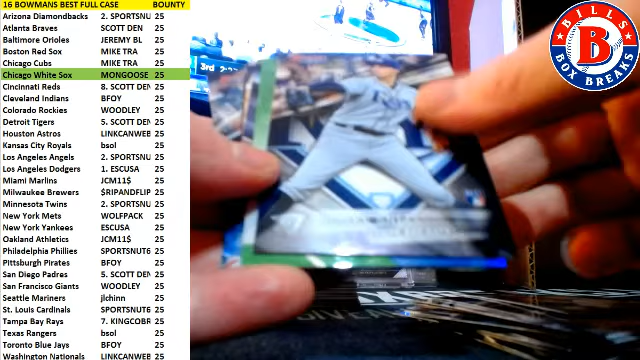 16 BOWMANS BEST FULL CASE BOUNTY
Arizona Diamondbacks 2. SPORTSNU 25
Atlanta Braves SCOTT DEN 25
Baltimore Orioles JEREMY BL 25
Boston Red Sox MIKE TRA 25
Chicago Cubs MIKE TRA 25
Chicago White Sox MONGOOSE 25
Cincinnati Reds 8. SCOTT DEN 25
Cleveland Indians BFOY 25
Colorado Rockies WOODLEY 25
Detroit Tigers 5. SCOTT DEN 25
Houston Astros LINKCANWEB 25
Kansas City Royals bsol 25
Los Angeles Angels 2. SPORTSNU 25
Los Angeles Dodgers 1. ESCUSA 25
Miami Marlins JCM11$ 25
Milwaukee Brewers $RIPANDFLIP 25
Minnesota Twins 2. SPORTSNU 25
New York Mets WOLFPACK 25
New York Yankees ESCUSA 25
Oakland Athletics JCM11$ 25
Philadelphia Phillies SPORTSNUT6 25
Pittsburgh Pirates BFOY 25
San Diego Padres 5. SCOTT DEN 25
San Francisco Giants WOODLEY 25
Seattle Mariners jlchinn 25
St. Louis Cardinals SPORTSNUT6 25
Tampa Bay Rays 7. KINGCOBR 25
Texas Rangers bsol 25
Toronto Blue Jays BFOY 25
Washington Nationals LINKCANWEB 25
BILLS
B
BOX BREAKS
3rd